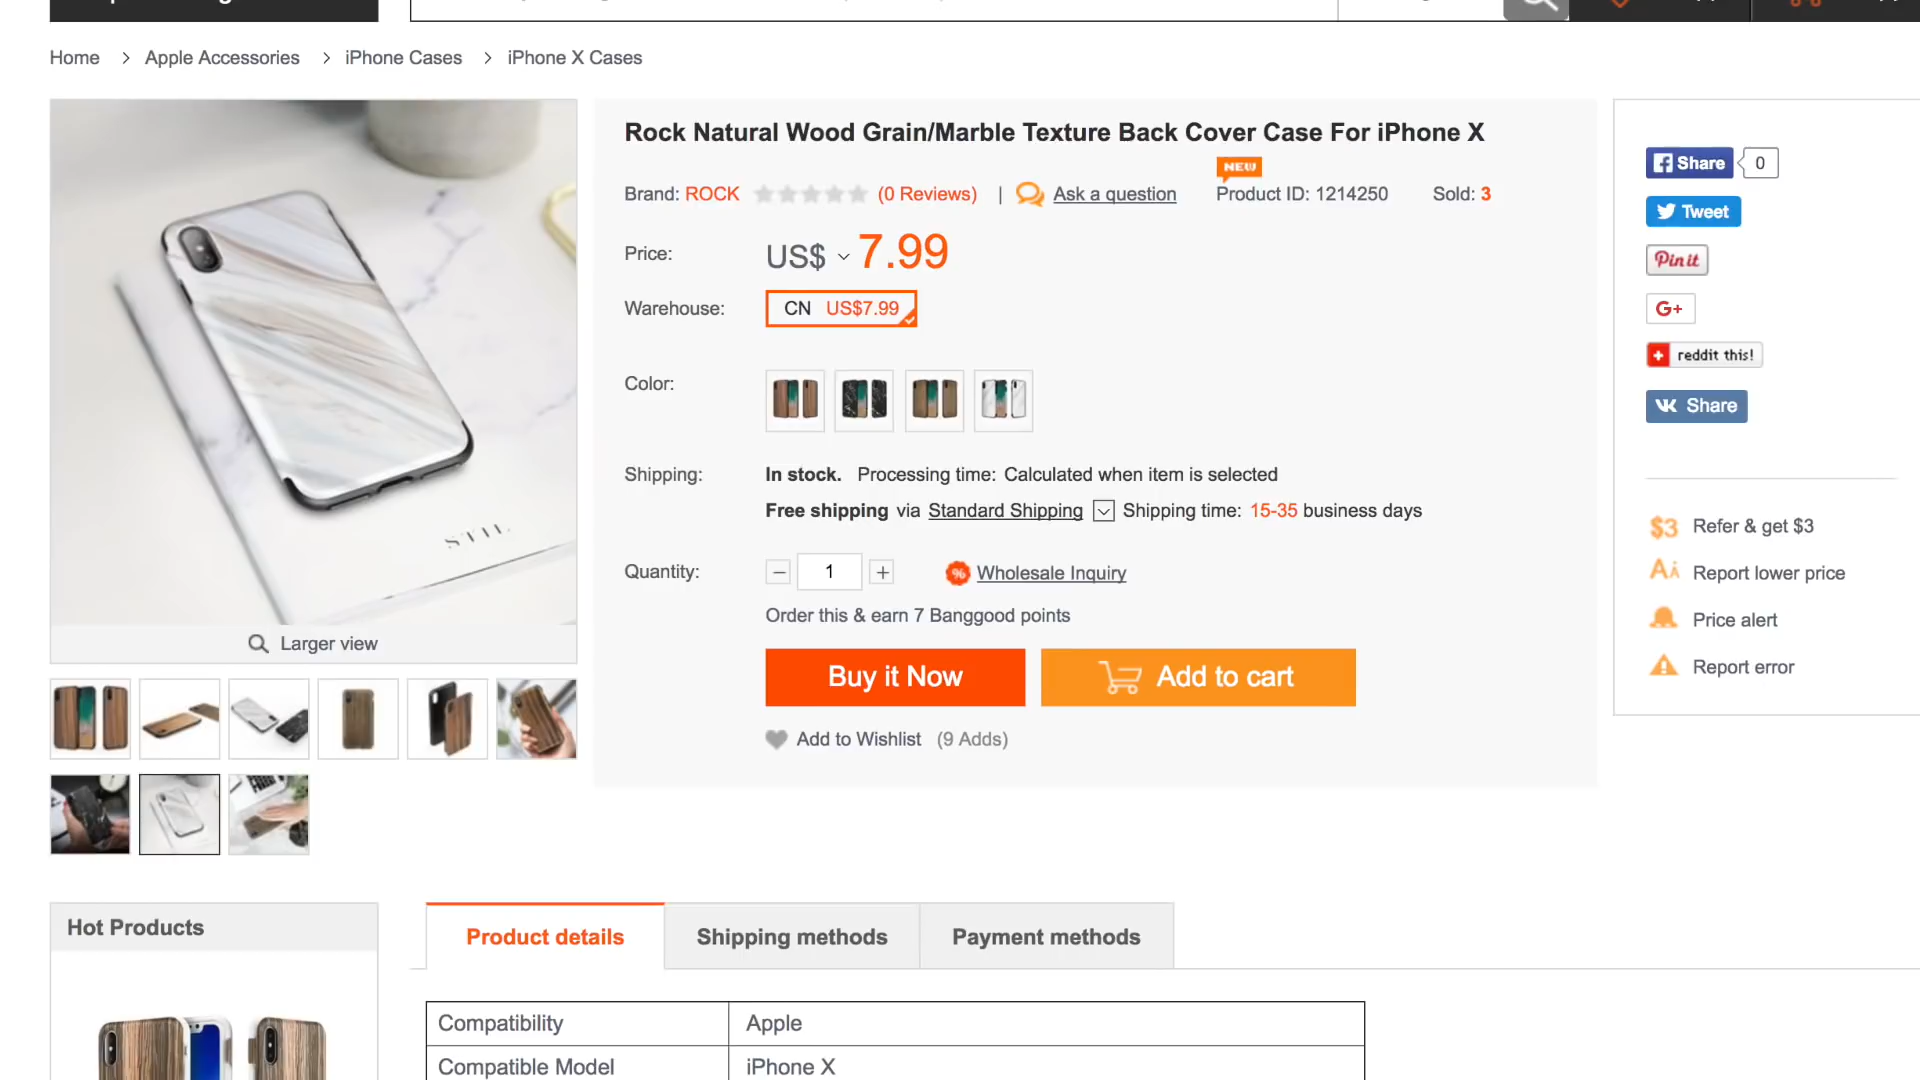 Home > Apple Accessories > iPhone Cases > iPhone X Cases
Rock Natural Wood Grain/Marble Texture Back Cover Case For iPhone X
NEW
Brand: ROCK (0 Reviews) | Ask a question Product ID: 1214250 Sold: 3
Price: US$ 7.99
Warehouse: CN US$7.99
Color:
Shipping: In stock. Processing time: Calculated when item is selected
Free shipping via Standard Shipping Shipping time: 15-35 business days
Quantity: − 1 + % Wholesale Inquiry
Order this & earn 7 Banggood points
Buy it Now Add to cart
Add to Wishlist (9 Adds)
STIL
Larger view
Share 0
Tweet
Pin it
G+
reddit this!
Share
$3 Refer & get $3
Report lower price
Price alert
Report error
Hot Products
Product details Shipping methods Payment methods
Compatibility Apple
Compatible Model iPhone X